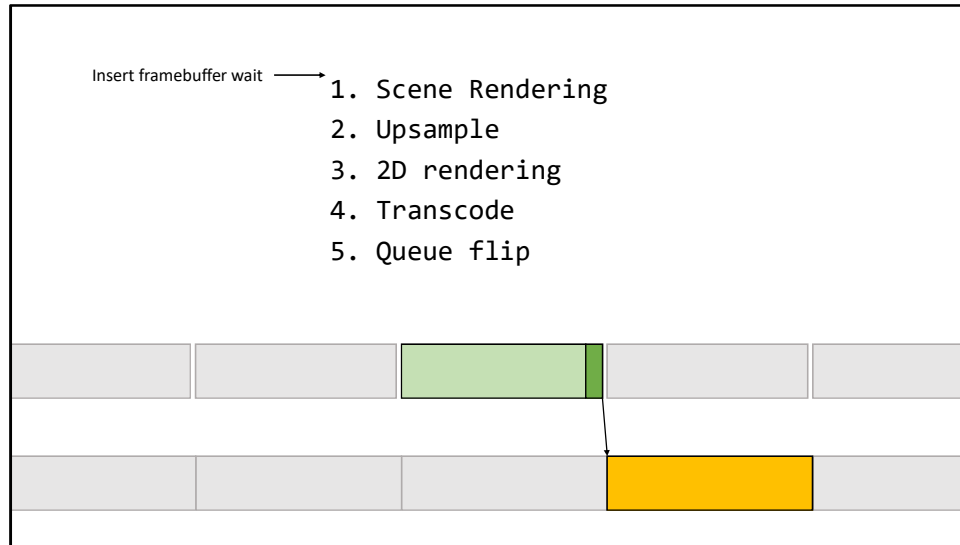 Insert framebuffer wait
1. Scene Rendering
2. Upsample
3. 2D rendering
4. Transcode
5. Queue flip